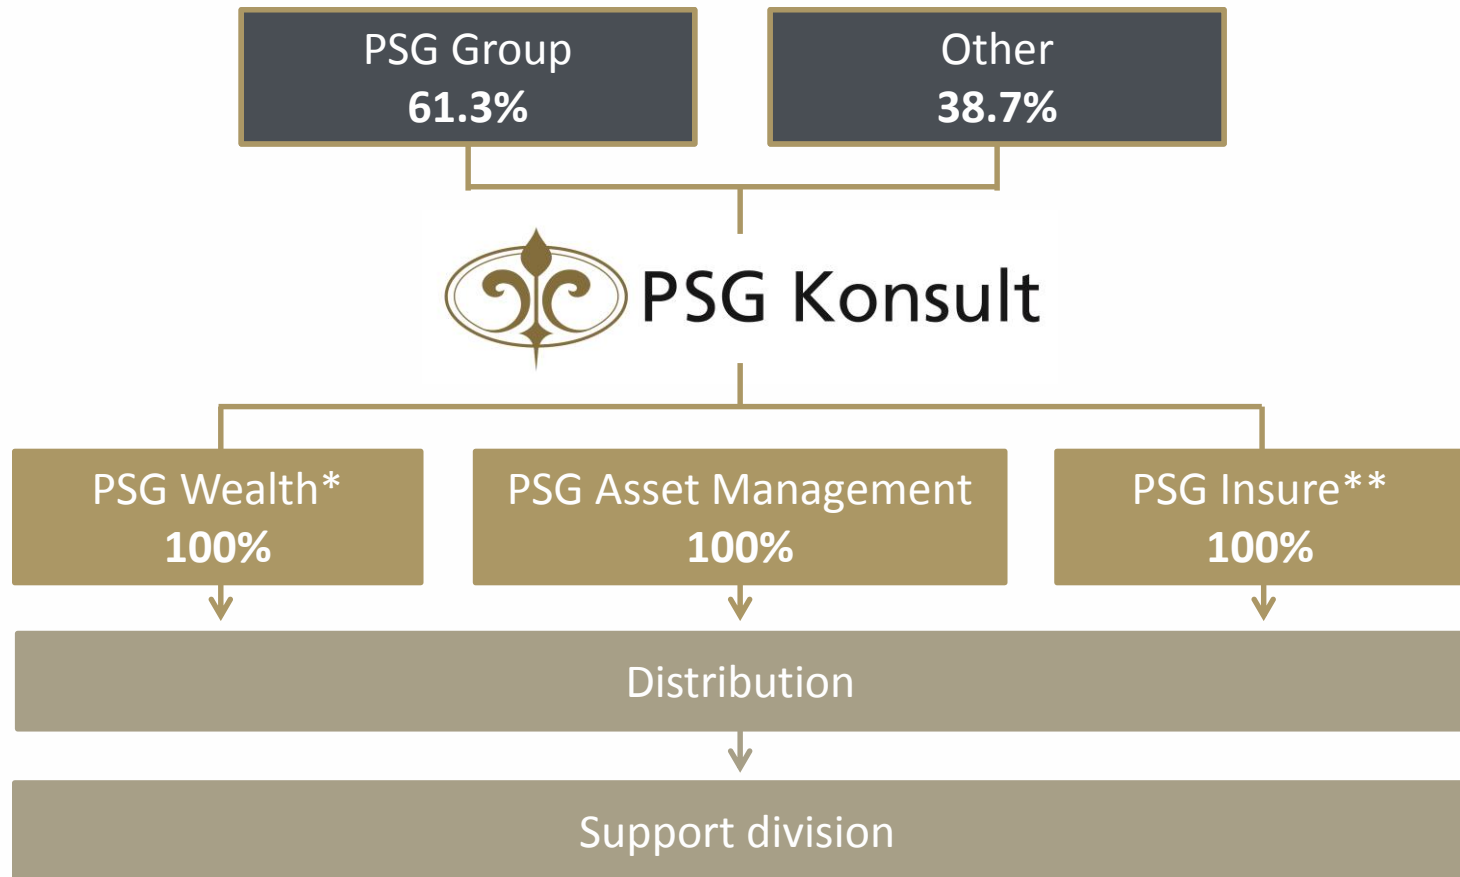 PSG Group
61.3%
Other
38.7%
PSG Konsult
PSG Wealth*
100%
PSG Asset Management
100%
PSG Insure**
100%
Distribution
Support division